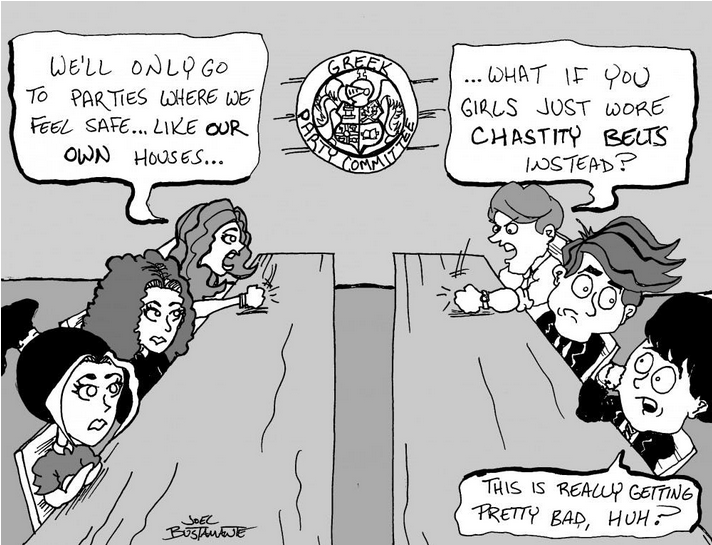 WE'LL ONLY GO
TO PARTIES WHERE WE
FEEL SAFE... LIKE OUR
OWN HOUSES...
GREEK
PARTY COMMITTEE
...WHAT IF YOU
GIRLS JUST WORE
CHASTITY BELTS
INSTEAD?
THIS IS REALLY GETTING
PRETTY BAD, HUH?
JOEL
BUSTAMANTE